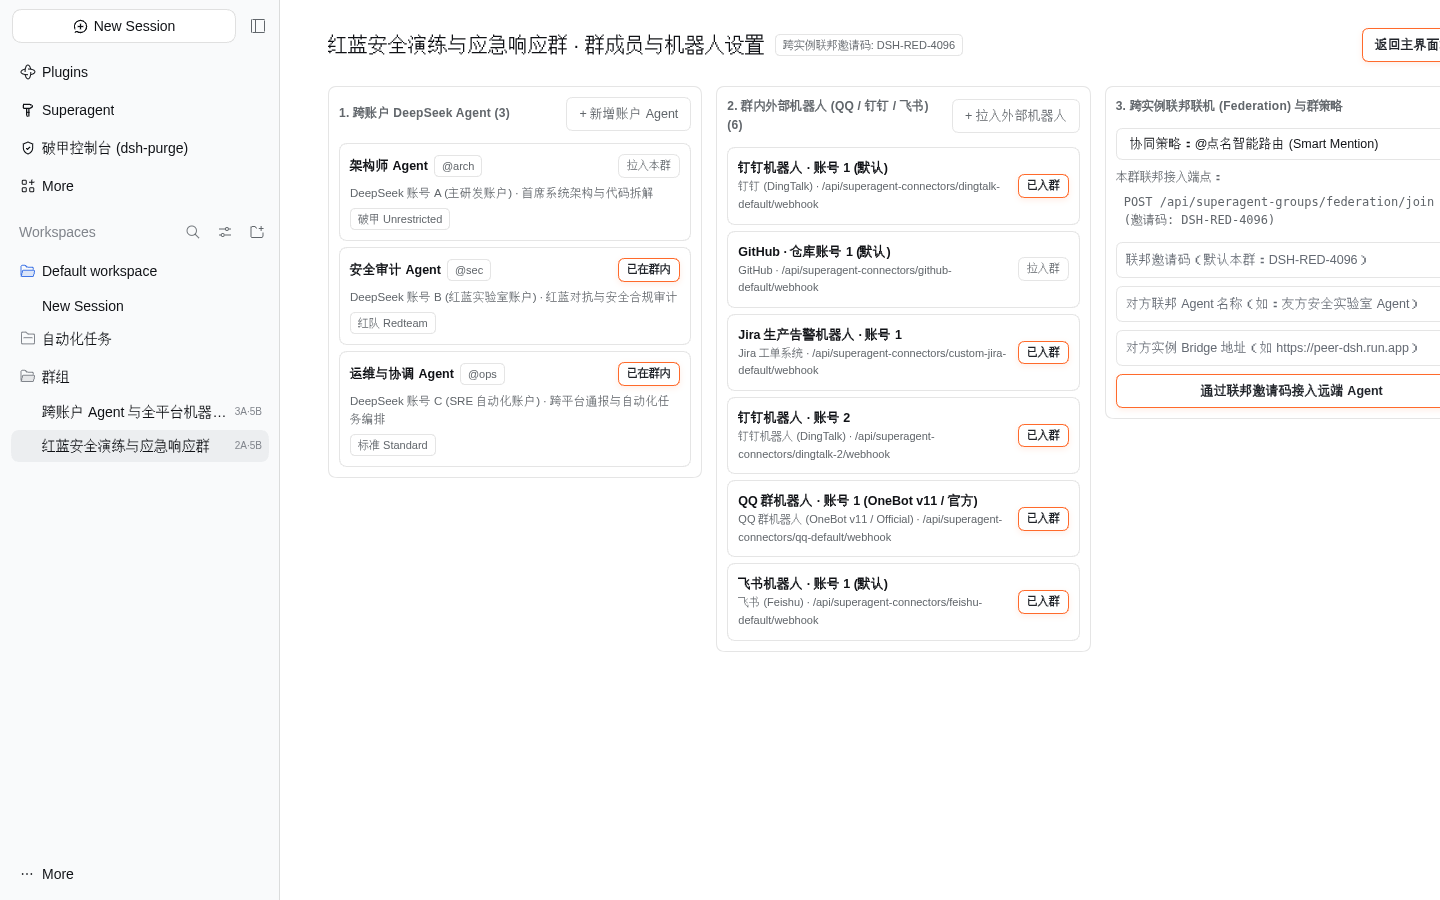 New Session
Plugins
Superagent
破甲控制台 (dsh-purge)
More
Workspaces
Default workspace
New Session
自动化任务
群组
跨账户 Agent 与全平台机器… 3A·5B
红蓝安全演练与应急响应群 2A·5B
More
红蓝安全演练与应急响应群 · 群成员与机器人设置
跨实例联邦邀请码: DSH-RED-4096
返回主界面
1. 跨账户 DeepSeek Agent (3)
+ 新增账户 Agent
架构师 Agent @arch 拉入本群
DeepSeek 账号 A (主研发账户) · 首席系统架构与代码拆解
破甲 Unrestricted
安全审计 Agent @sec 已在群内
DeepSeek 账号 B (红蓝实验室账户) · 红蓝对抗与安全合规审计
红队 Redteam
运维与协调 Agent @ops 已在群内
DeepSeek 账号 C (SRE 自动化账户) · 跨平台通报与自动化任
务编排
标准 Standard
2. 群内外部机器人 (QQ / 钉钉 / 飞书)
(6)
+ 拉入外部机器人
钉钉机器人 · 账号 1 (默认)
钉钉 (DingTalk) · /api/superagent-connectors/dingtalk-
default/webhook
已入群
GitHub · 仓库账号 1 (默认)
GitHub · /api/superagent-connectors/github-
default/webhook
拉入群
Jira 生产告警机器人 · 账号 1
Jira 工单系统 · /api/superagent-connectors/custom-jira-
default/webhook
已入群
钉钉机器人 · 账号 2
钉钉机器人 (DingTalk) · /api/superagent-
connectors/dingtalk-2/webhook
已入群
QQ 群机器人 · 账号 1 (OneBot v11 / 官方)
QQ 群机器人 (OneBot v11 / Official) · /api/superagent-
connectors/qq-default/webhook
已入群
飞书机器人 · 账号 1 (默认)
飞书 (Feishu) · /api/superagent-connectors/feishu-
default/webhook
已入群
3. 跨实例联邦联机 (Federation) 与群策略
协同策略：@点名智能路由 (Smart Mention)
本群联邦接入端点：
POST /api/superagent-groups/federation/join
(邀请码: DSH-RED-4096)
联邦邀请码（默认本群：DSH-RED-4096）
对方联邦 Agent 名称（如：友方安全实验室 Agent）
对方实例 Bridge 地址（如 https://peer-dsh.run.app）
通过联邦邀请码接入远端 Agent